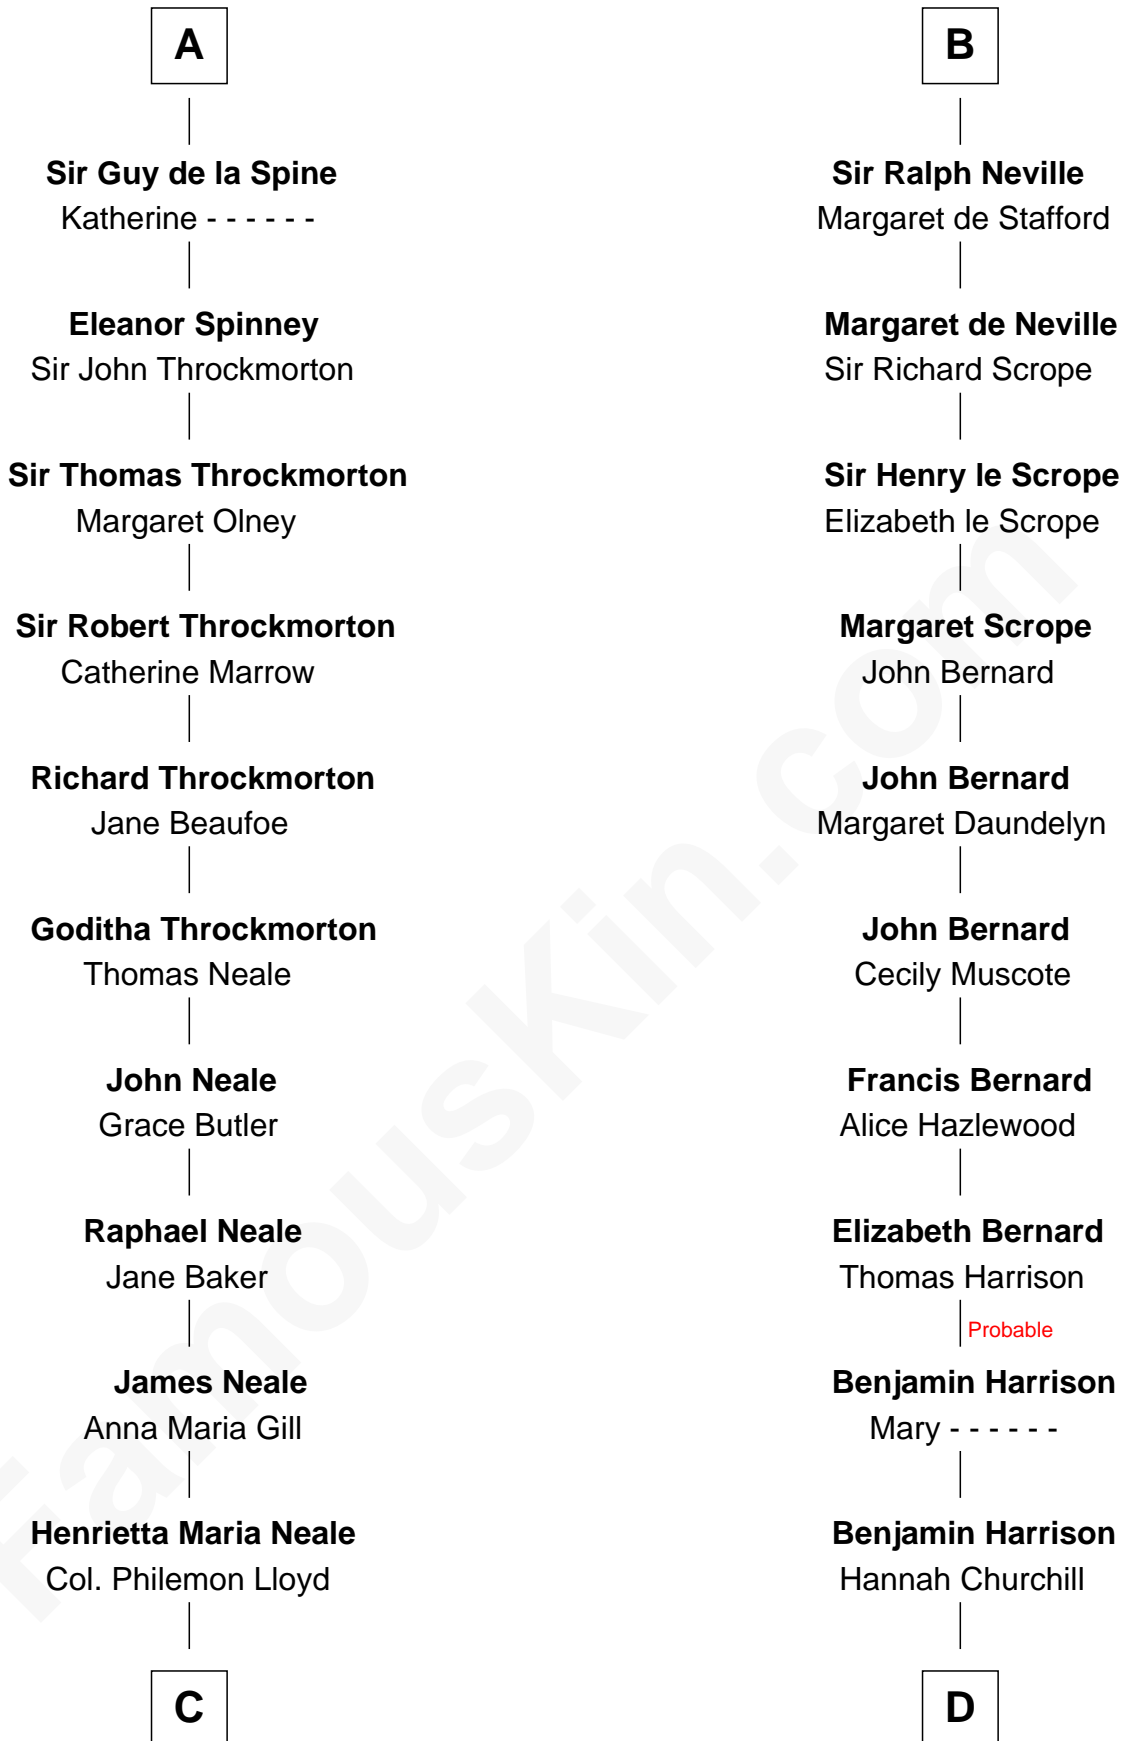 A
Sir Guy de la Spine
Katherine - - - - - -
Eleanor Spinney
Sir John Throckmorton
Sir Thomas Throckmorton
Margaret Olney
Sir Robert Throckmorton
Catherine Marrow
Richard Throckmorton
Jane Beaufoe
Goditha Throckmorton
Thomas Neale
John Neale
Grace Butler
Raphael Neale
Jane Baker
James Neale
Anna Maria Gill
Henrietta Maria Neale
Col. Philemon Lloyd
C
B
Sir Ralph Neville
Margaret de Stafford
Margaret de Neville
Sir Richard Scrope
Sir Henry le Scrope
Elizabeth le Scrope
Margaret Scrope
John Bernard
John Bernard
Margaret Daundelyn
John Bernard
Cecily Muscote
Francis Bernard
Alice Hazlewood
Elizabeth Bernard
Thomas Harrison
Probable
Benjamin Harrison
Mary - - - - - -
Benjamin Harrison
Hannah Churchill
D
FamousKin.com